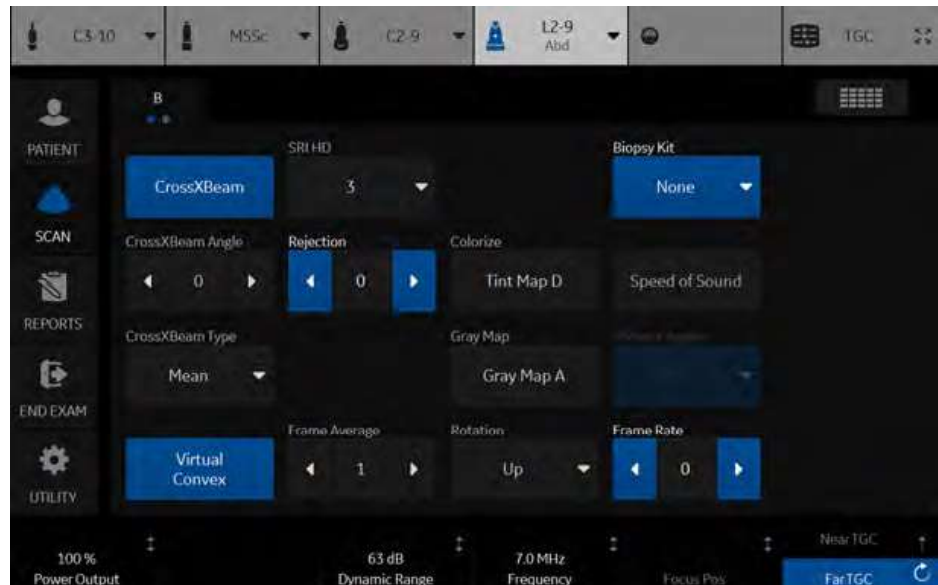 C3-10
MSSc
C2-9
L2-9
Abd
TGC
B
PATIENT
SCAN
REPORTS
END EXAM
UTILITY
SRI HD
Biopsy Kit
CrossXBeam
3
None
CrossXBeam Angle
Rejection
Colorize
0
0
Tint Map D
Speed of Sound
CrossXBeam Type
Gray Map
Mean
Gray Map A
Frame Average
Rotation
Frame Rate
Virtual
Convex
1
Up
0
Near TGC
100 %
63 dB
7.0 MHz
Power Output
Dynamic Range
Frequency
Focus Pos
Far TGC